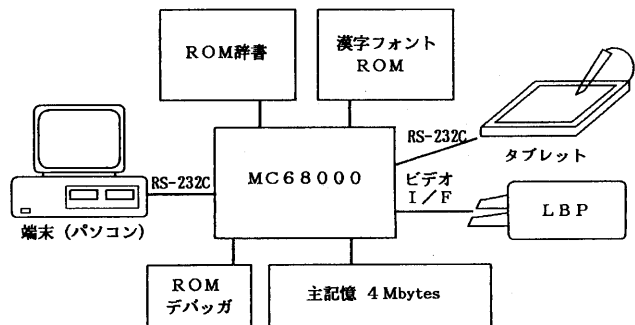 ROM辞書
漢字フォント
ROM
RS-232C
タブレット
RS-232C
MC68000
ビデオ
I/F
LBP
端末（パソコン）
ROM
デバッガ
主記憶 4 Mbytes